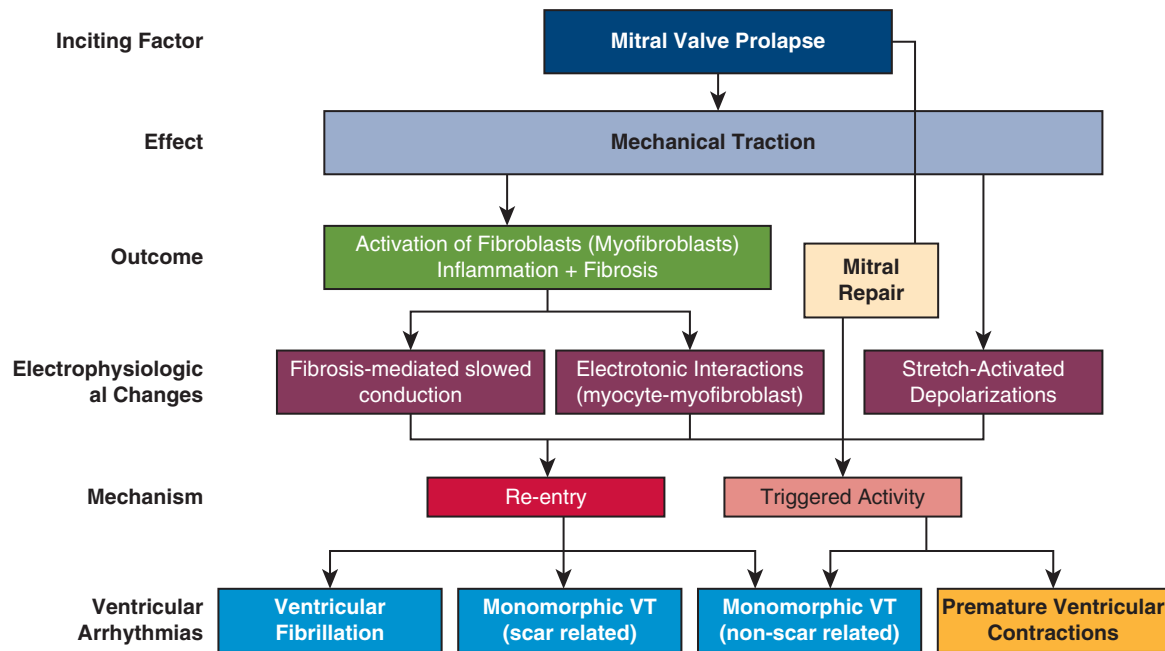 Inciting Factor
Mitral Valve Prolapse
Effect
Mechanical Traction
Outcome
Activation of Fibroblasts (Myofibroblasts)
Inflammation + Fibrosis
Mitral
Repair
Electrophysiologic
al Changes
Fibrosis-mediated slowed
conduction
Electrotonic Interactions
(myocyte-myofibroblast)
Stretch-Activated
Depolarizations
Mechanism
Re-entry
Triggered Activity
Ventricular
Arrhythmias
Ventricular
Fibrillation
Monomorphic VT
(scar related)
Monomorphic VT
(non-scar related)
Premature Ventricular
Contractions